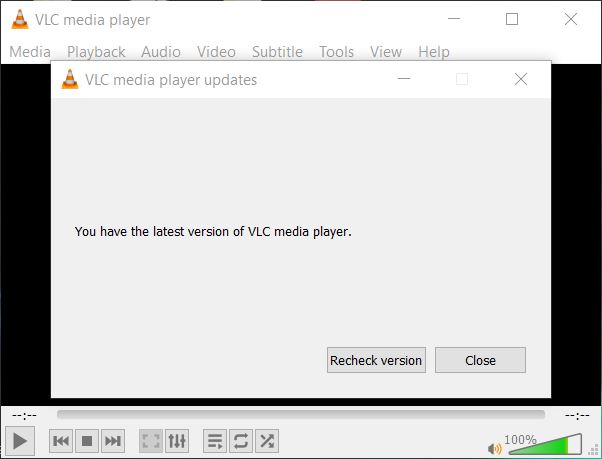 VLC media player
Media Playback Audio Video Subtitle Tools View Help
VLC media player updates
You have the latest version of VLC media player.
Recheck version Close
--:-- --:--
100%